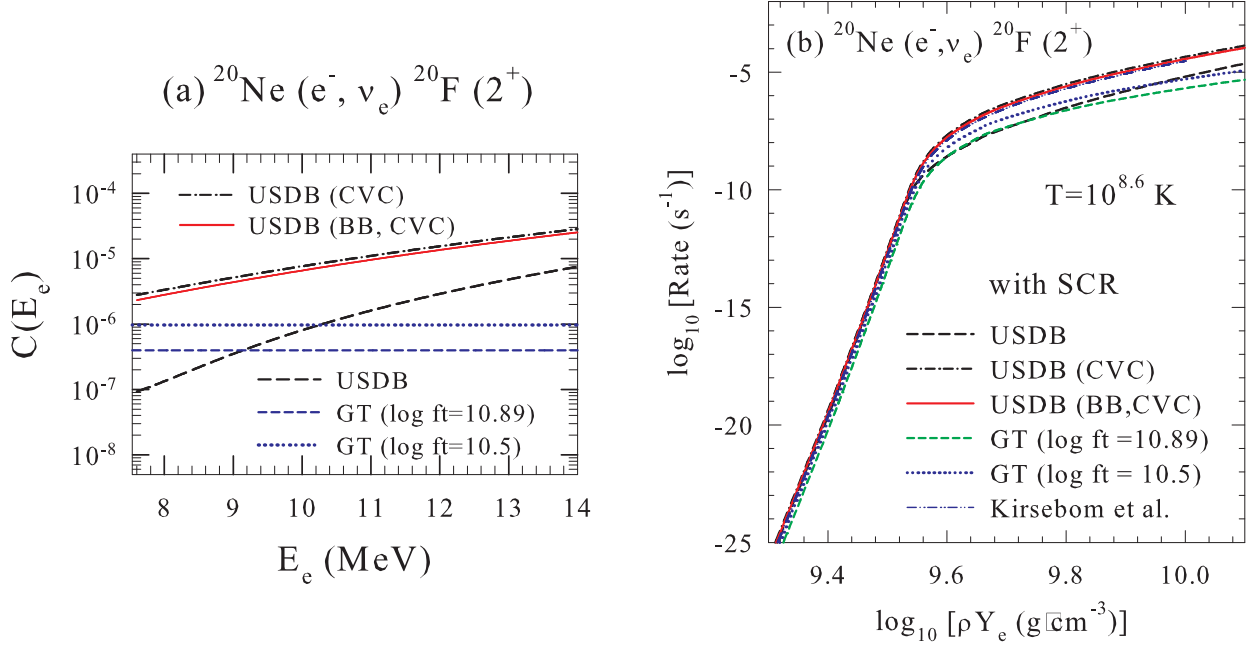 (a) ²⁰Ne (e⁻, νₑ) ²⁰F (2⁺)
C(Eₑ)
10⁻⁴
10⁻⁵
10⁻⁶
10⁻⁷
10⁻⁸
USDB (CVC)
USDB (BB, CVC)
USDB
GT (log ft=10.89)
GT (log ft=10.5)
8 9 10 11 12 13 14
Eₑ (MeV)
(b) ²⁰Ne (e⁻,νₑ) ²⁰F (2⁺)
log₁₀ [Rate (s⁻¹)]
-5
-10
-15
-20
-25
T=10⁸·⁶ K
with SCR
USDB
USDB (CVC)
USDB (BB,CVC)
GT (log ft =10.89)
GT (log ft = 10.5)
Kirsebom et al.
9.4 9.6 9.8 10.0
log₁₀ [ρYₑ (g□cm⁻³)]